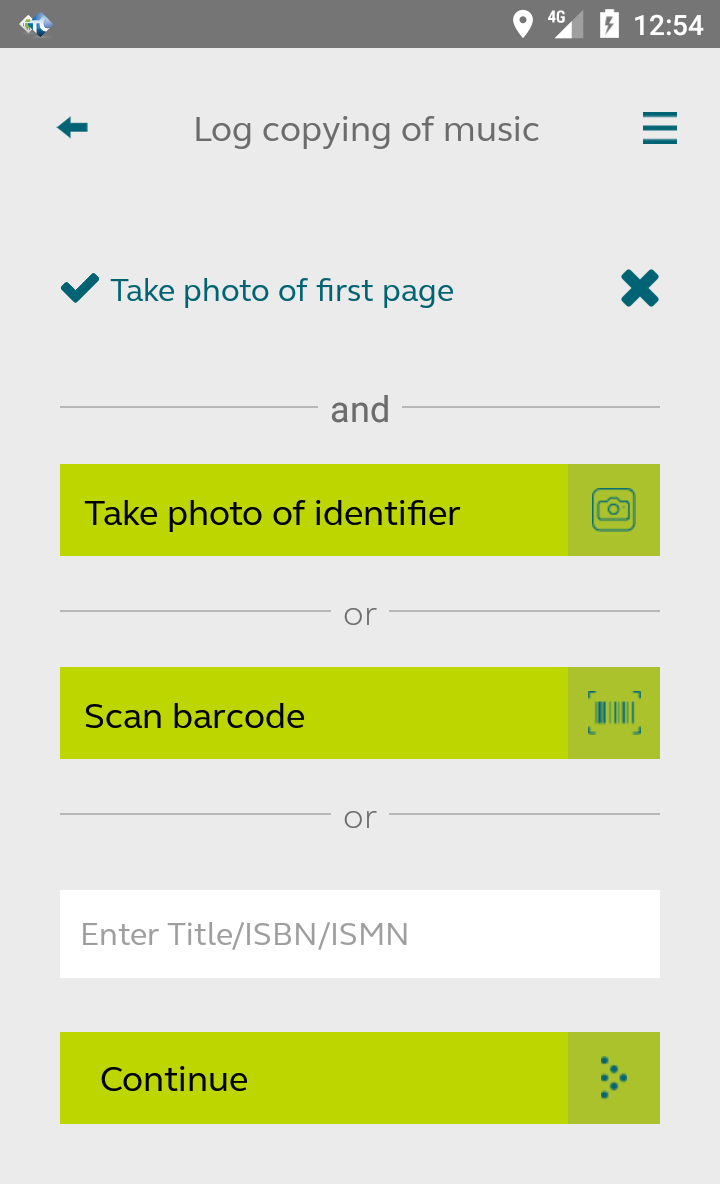 4G 12:54
Log copying of music
Take photo of first page
and
Take photo of identifier
or
Scan barcode
or
Enter Title/ISBN/ISMN
Continue